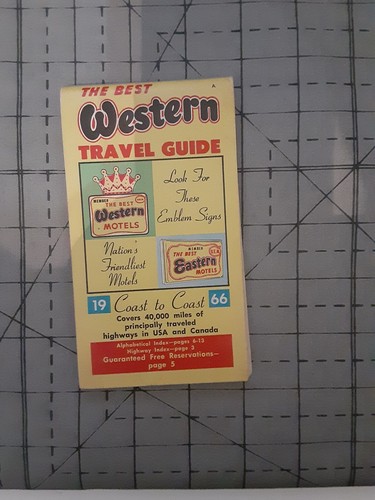 THE BEST
A
Western
TRAVEL GUIDE
MEMBER
THE BEST
Western
MOTELS
Look For
These
Emblem Signs
Nation's
Friendliest
Motels
MEMBER
THE BEST
Eastern
MOTELS
19 Coast to Coast 66
Covers 40,000 miles of
principally traveled
highways in USA and Canada
Alphabetical Index—pages 6-13
Highway Index—page 3
Guaranteed Free Reservations—
page 5